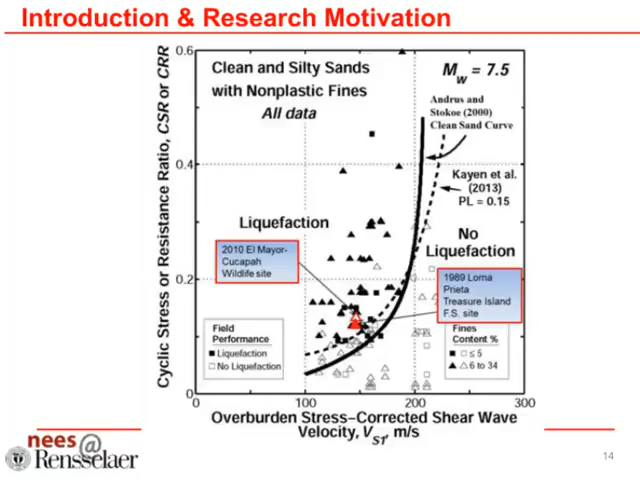 Introduction & Research Motivation
Cyclic Stress or Resistance Ratio, CSR or CRR
0.6
0.4
0.2
0
0
100
200
300
Clean and Silty Sands
with Nonplastic Fines
All data
Mw = 7.5
Andrus and
Stokoe (2000)
Clean Sand Curve
Kayen et al.
(2013)
PL = 0.15
Liquefaction
No
Liquefaction
2010 El Mayor-
Cucapah
Wildlife site
1989 Loma
Prieta
Treasure Island
F.S. site
Field
Performance
Liquefaction
No Liquefaction
Fines
Content %
≤ 5
6 to 34
Overburden Stress–Corrected Shear Wave
Velocity, VS1, m/s
nees@
Rensselaer
14